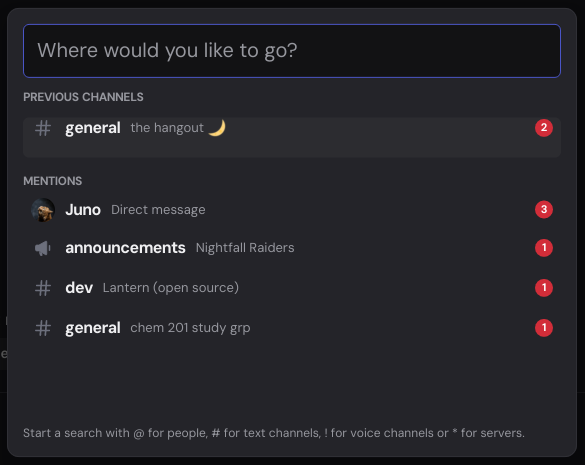 Where would you like to go?
PREVIOUS CHANNELS
# general the hangout 🌙 2
MENTIONS
Juno Direct message 3
announcements Nightfall Raiders 1
# dev Lantern (open source) 1
# general chem 201 study grp 1
Start a search with @ for people, # for text channels, ! for voice channels or * for servers.